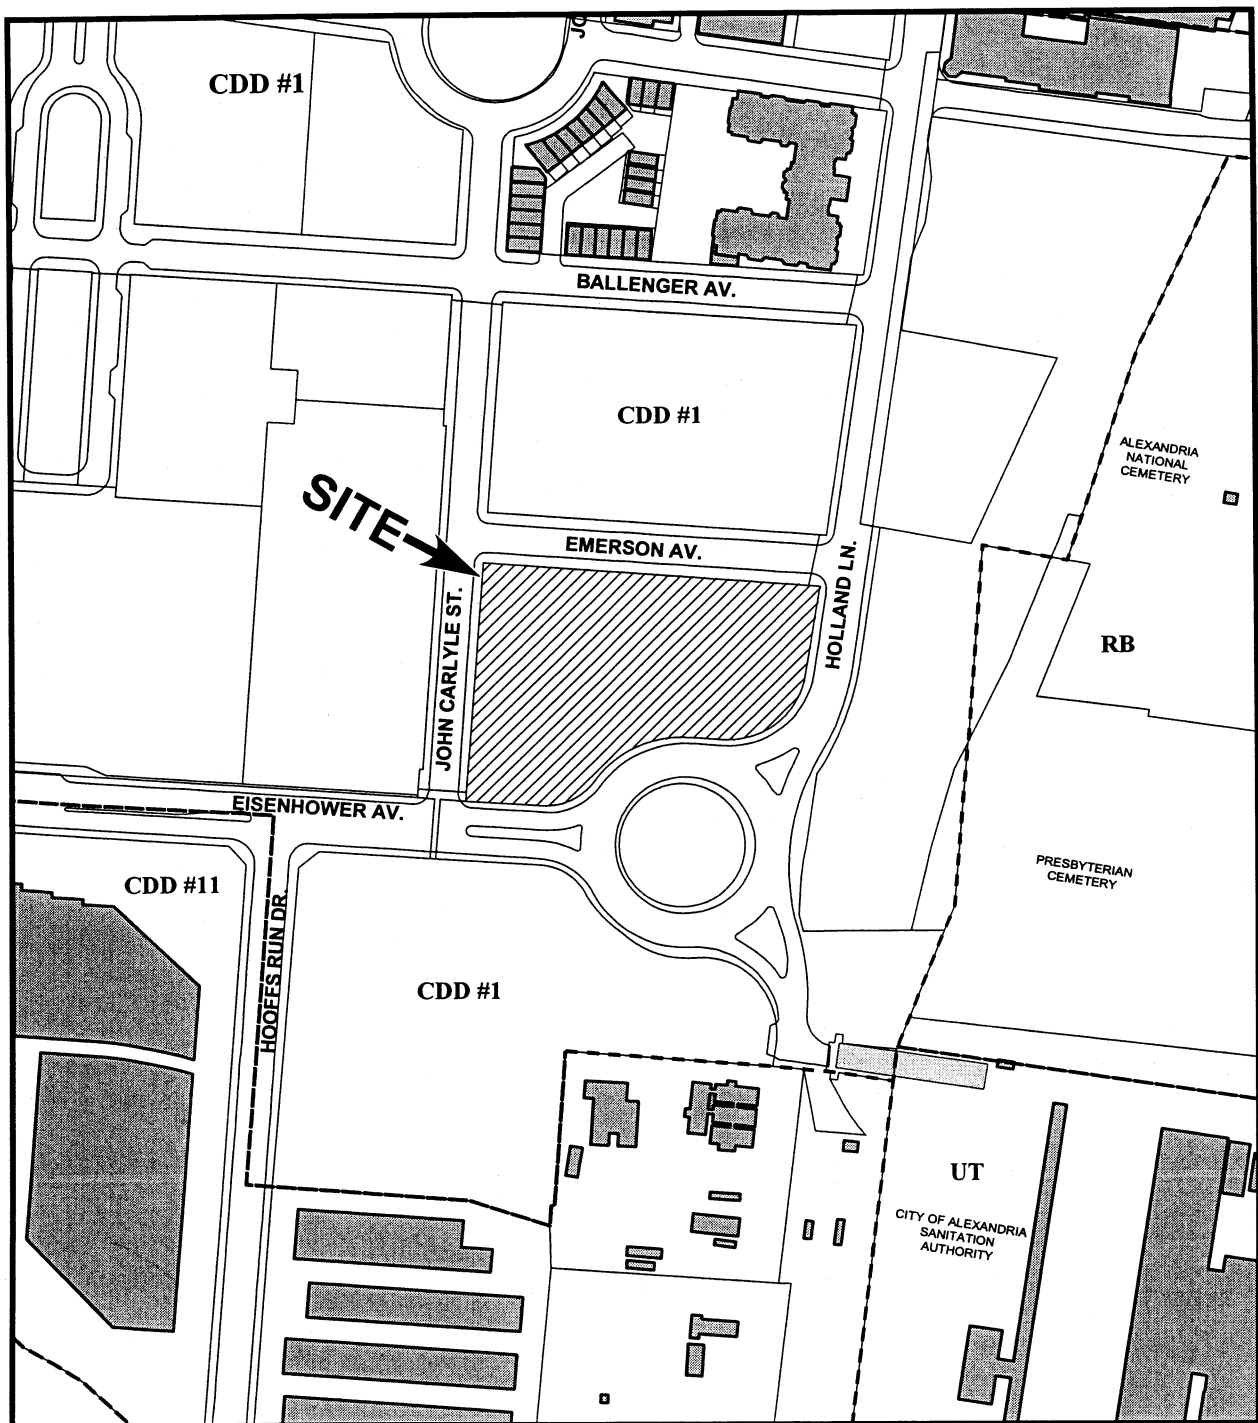 CDD #1
BALLENGER AV.
CDD #1
ALEXANDRIA
NATIONAL
CEMETERY
SITE
EMERSON AV.
HOLLAND LN.
JOHN CARLYLE ST.
RB
EISENHOWER AV.
CDD #11
PRESBYTERIAN
CEMETERY
HOOFFS RUN DR.
CDD #1
UT
CITY OF ALEXANDRIA
SANITATION
AUTHORITY